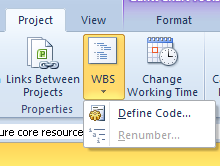 Project
View
Format
Links Between
Projects
WBS
Change
Working Time
Properties
Define Code...
Renumber...
ure core resource